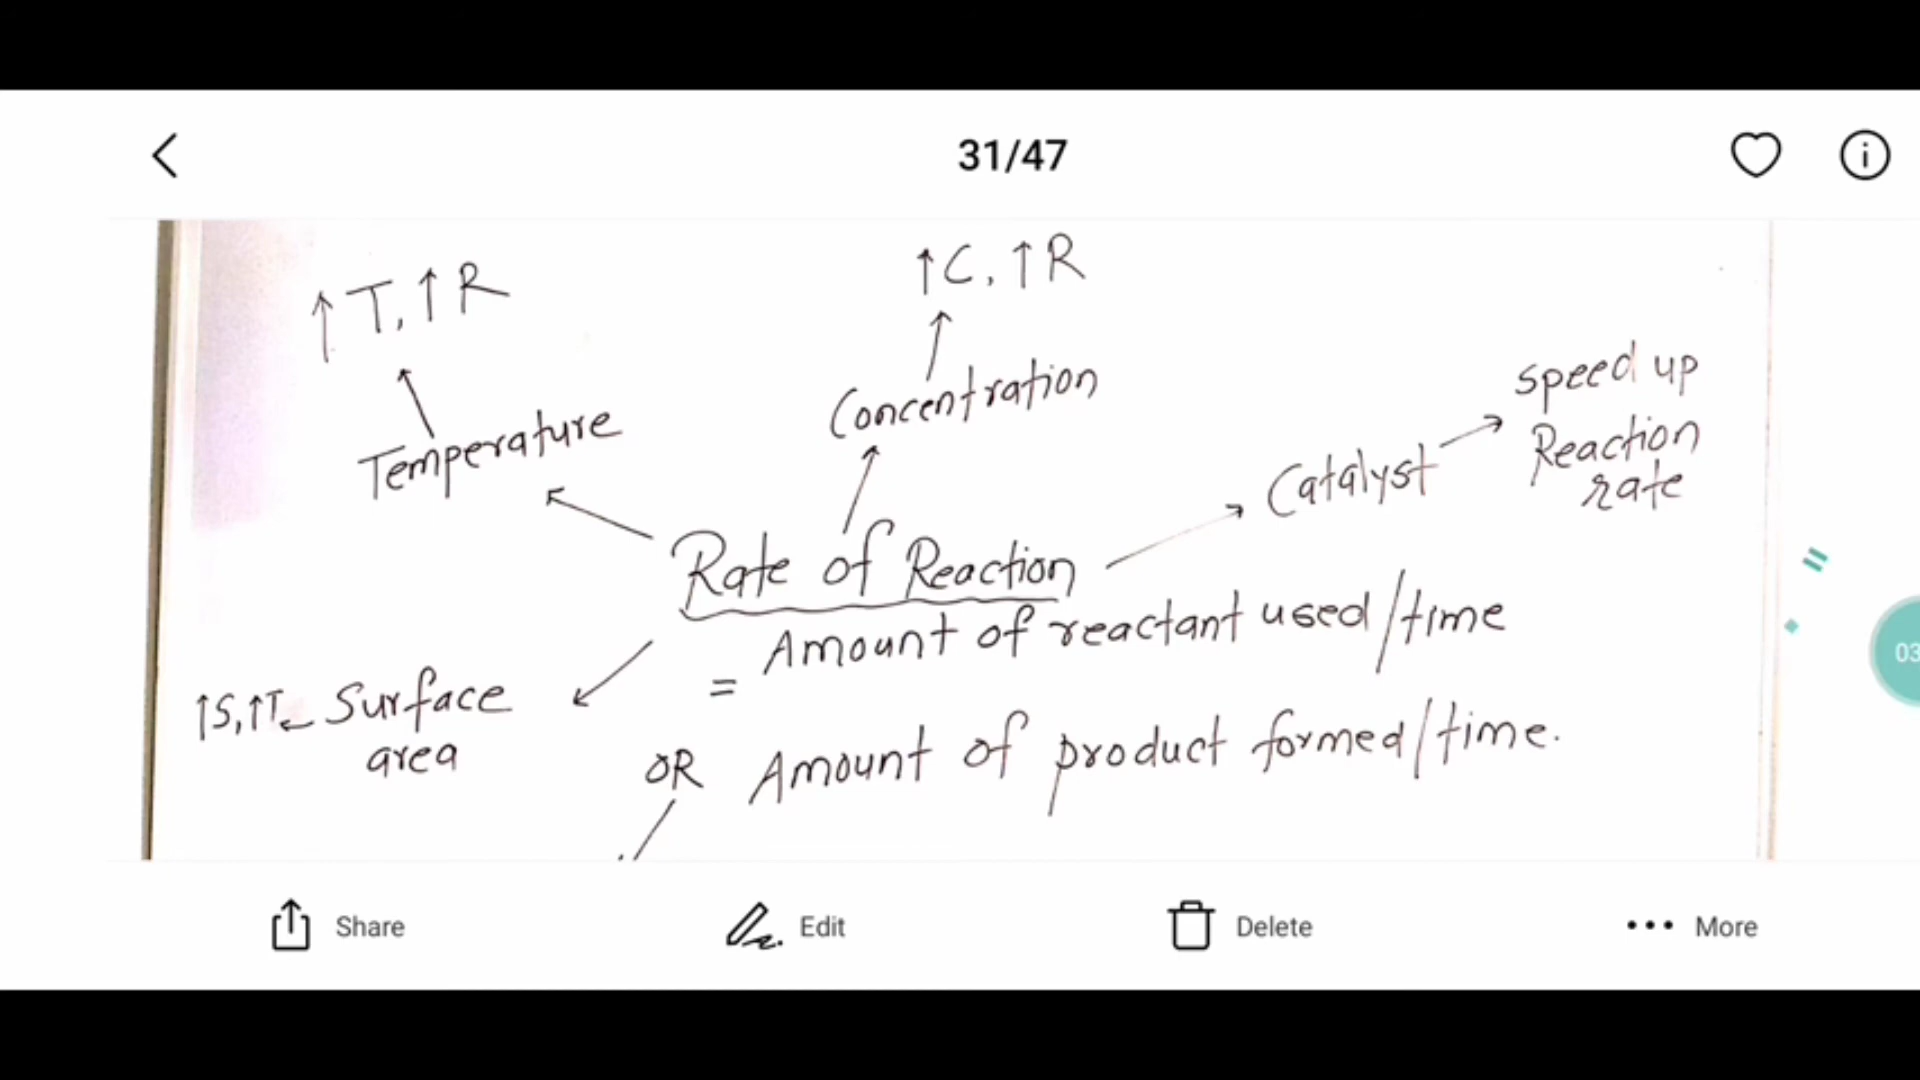 31/47
↑T, ↑R
↑C, ↑R
Temperature
Concentration
Catalyst
speed up
Reaction
rate
Rate of Reaction
= Amount of reactant used/time
OR Amount of product formed/time.
↑S, ↑T
Surface
area
03
Share
Edit
Delete
More